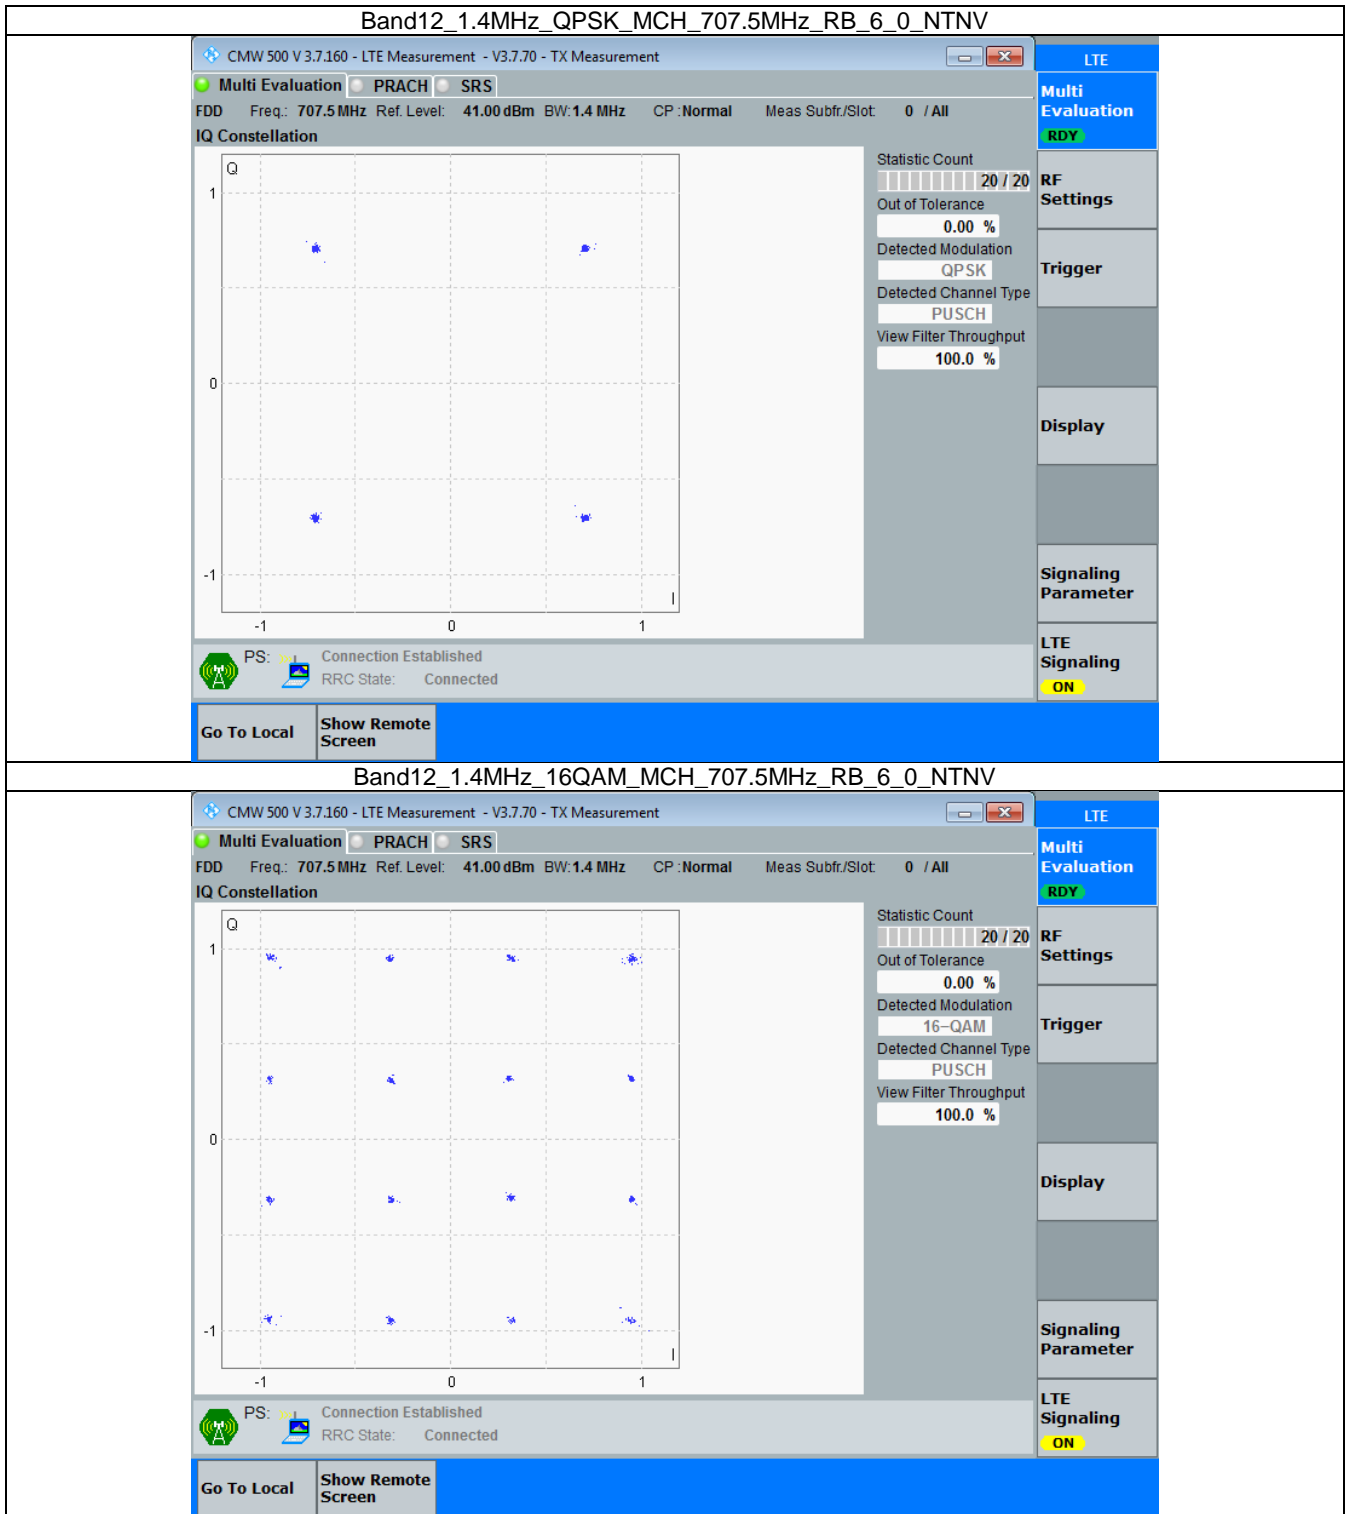 Band12_1.4MHz_QPSK_MCH_707.5MHz_RB_6_0_NTNV
CMW 500 V 3.7.160 - LTE Measurement - V3.7.70 - TX Measurement
LTE
Multi Evaluation PRACH SRS
Multi
Evaluation
RDY
FDD Freq.: 707.5 MHz Ref. Level: 41.00 dBm BW: 1.4 MHz CP : Normal Meas Subfr./Slot: 0 / All
IQ Constellation
Q
1
0
-1
I
-1 0 1
Statistic Count
20 / 20
Out of Tolerance
0.00 %
Detected Modulation
QPSK
Detected Channel Type
PUSCH
View Filter Throughput
100.0 %
RF
Settings
Trigger
Display
Signaling
Parameter
LTE
Signaling
ON
PS: Connection Established
RRC State: Connected
Go To Local
Show Remote
Screen
Band12_1.4MHz_16QAM_MCH_707.5MHz_RB_6_0_NTNV
CMW 500 V 3.7.160 - LTE Measurement - V3.7.70 - TX Measurement
LTE
Multi Evaluation PRACH SRS
Multi
Evaluation
RDY
FDD Freq.: 707.5 MHz Ref. Level: 41.00 dBm BW: 1.4 MHz CP : Normal Meas Subfr./Slot: 0 / All
IQ Constellation
Q
1
0
-1
I
-1 0 1
Statistic Count
20 / 20
Out of Tolerance
0.00 %
Detected Modulation
16-QAM
Detected Channel Type
PUSCH
View Filter Throughput
100.0 %
RF
Settings
Trigger
Display
Signaling
Parameter
LTE
Signaling
ON
PS: Connection Established
RRC State: Connected
Go To Local
Show Remote
Screen